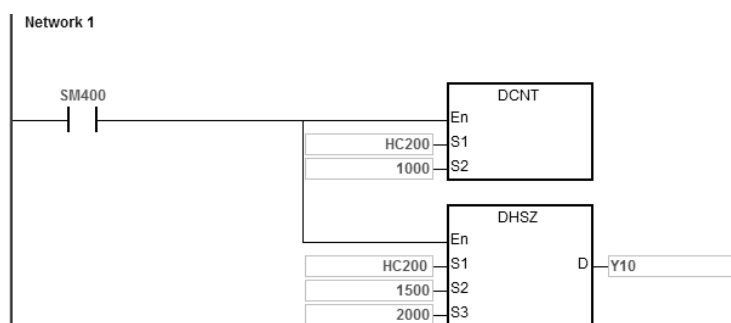 Network 1
SM400
DCNT
En
HC200 S1
1000 S2
DHSZ
En
HC200 S1 D Y10
1500 S2
2000 S3